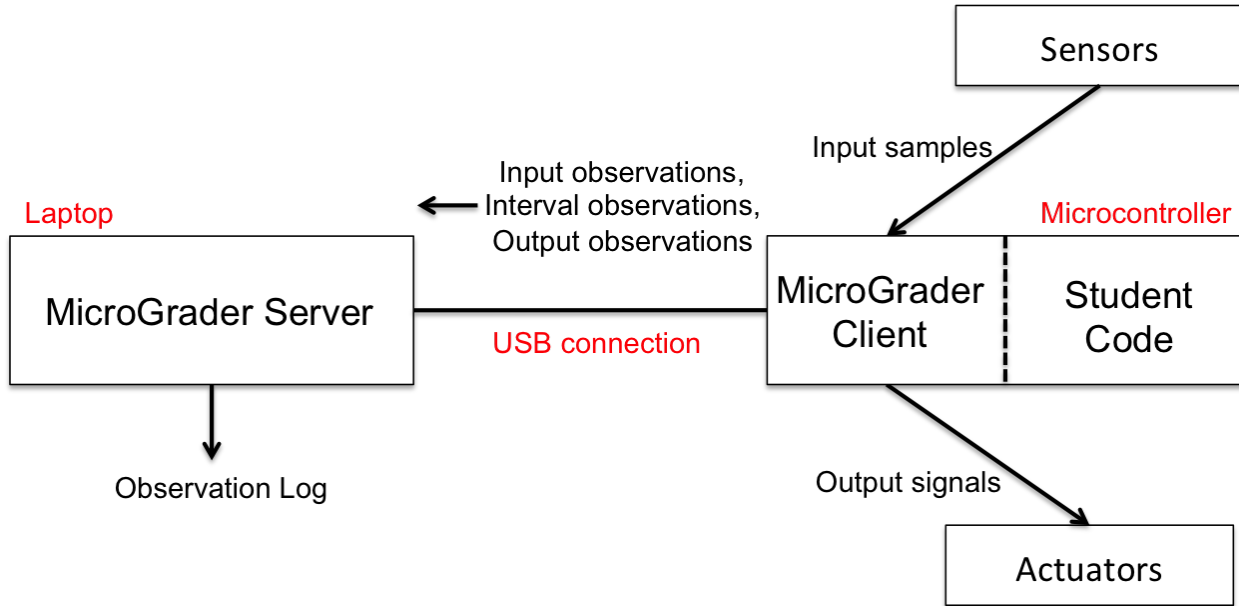 Sensors
Input samples
Input observations,
Interval observations,
Output observations
Laptop
Microcontroller
MicroGrader Server
MicroGrader
Client
Student
Code
USB connection
Observation Log
Output signals
Actuators